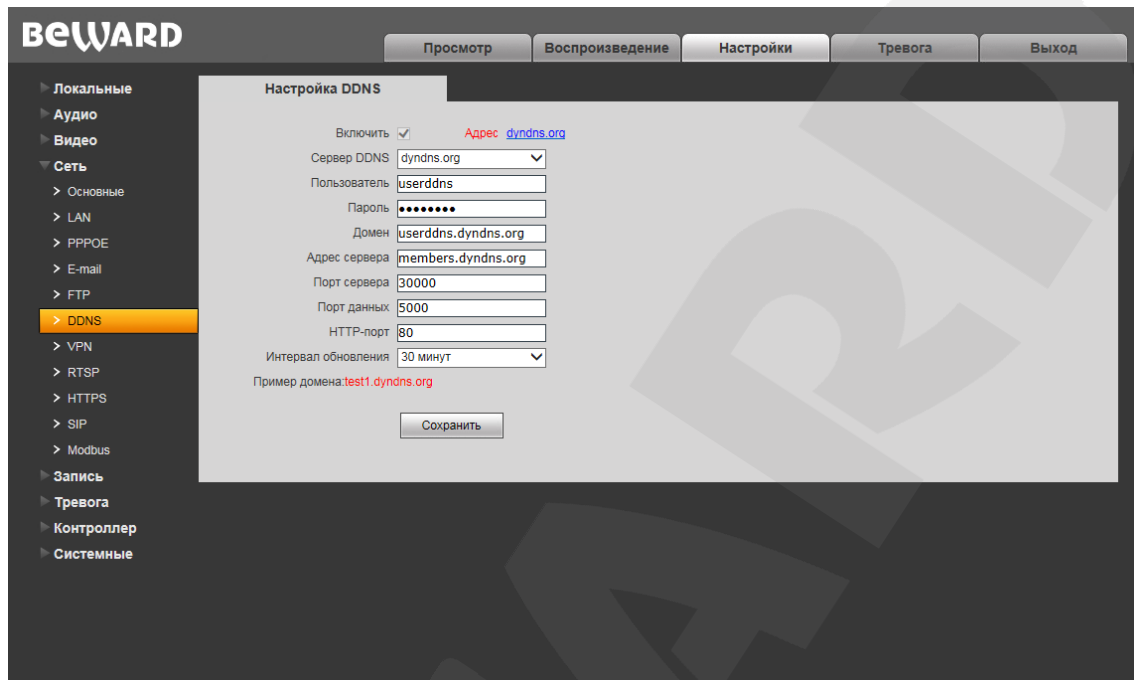 BEWARD
Просмотр Воспроизведение Настройки Тревога Выход
Локальные
Аудио
Видео
Сеть
Основные
LAN
PPPOE
E-mail
FTP
DDNS
VPN
RTSP
HTTPS
SIP
Modbus
Запись
Тревога
Контроллер
Системные
Настройка DDNS
Включить Адрес dyndns.org
Сервер DDNS dyndns.org
Пользователь userddns
Пароль ••••••••
Домен userddns.dyndns.org
Адрес сервера members.dyndns.org
Порт сервера 30000
Порт данных 5000
HTTP-порт 80
Интервал обновления 30 минут
Пример домена:test1.dyndns.org
Сохранить